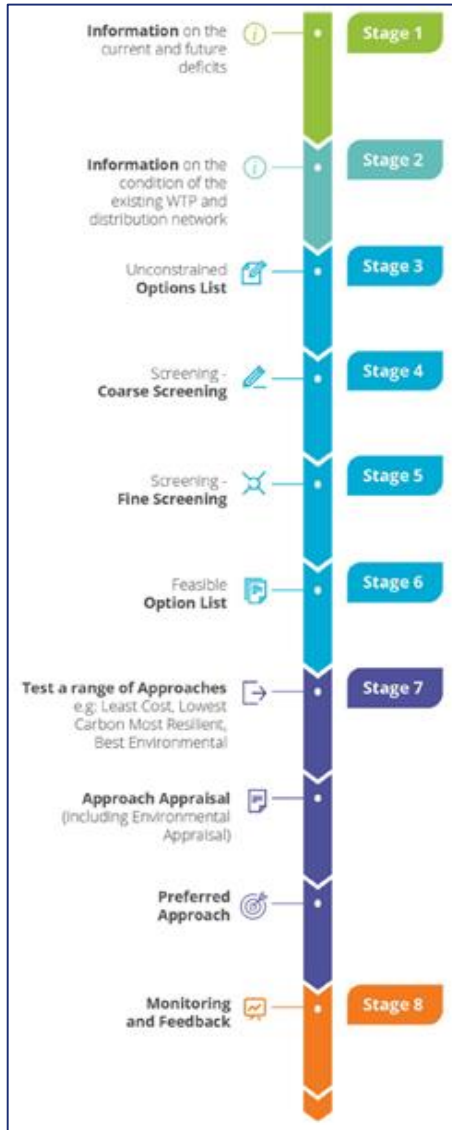 Information on the
current and future
deficits
Stage 1
Information on the
condition of the
existing WTP and
distribution network
Stage 2
Unconstrained
Options List
Stage 3
Screening -
Coarse Screening
Stage 4
Screening -
Fine Screening
Stage 5
Feasible
Option List
Stage 6
Test a range of Approaches
e.g: Least Cost, Lowest
Carbon Most Resilient,
Best Environmental
Stage 7
Approach Appraisal
(including Environmental
Appraisal)
Preferred
Approach
Monitoring
and Feedback
Stage 8